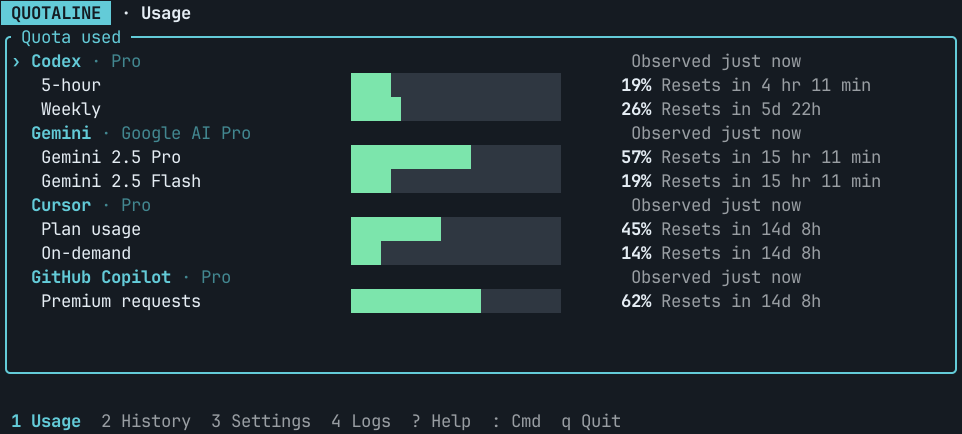 QUOTALINE · Usage
Quota used
› Codex · Pro Observed just now
5-hour 19% Resets in 4 hr 11 min
Weekly 26% Resets in 5d 22h
Gemini · Google AI Pro Observed just now
Gemini 2.5 Pro 57% Resets in 15 hr 11 min
Gemini 2.5 Flash 19% Resets in 15 hr 11 min
Cursor · Pro Observed just now
Plan usage 45% Resets in 14d 8h
On-demand 14% Resets in 14d 8h
GitHub Copilot · Pro Observed just now
Premium requests 62% Resets in 14d 8h
1 Usage 2 History 3 Settings 4 Logs ? Help : Cmd q Quit